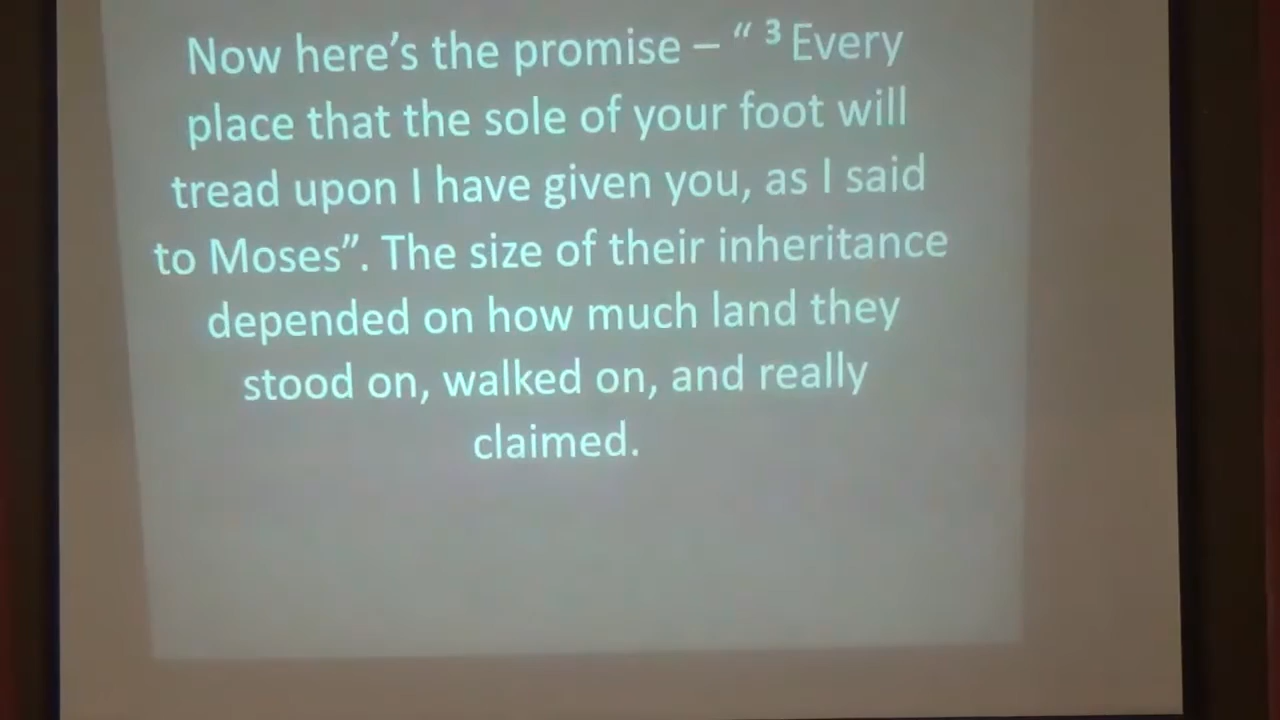 Now here’s the promise – “ ³ Every
place that the sole of your foot will
tread upon I have given you, as I said
to Moses”. The size of their inheritance
depended on how much land they
stood on, walked on, and really
claimed.